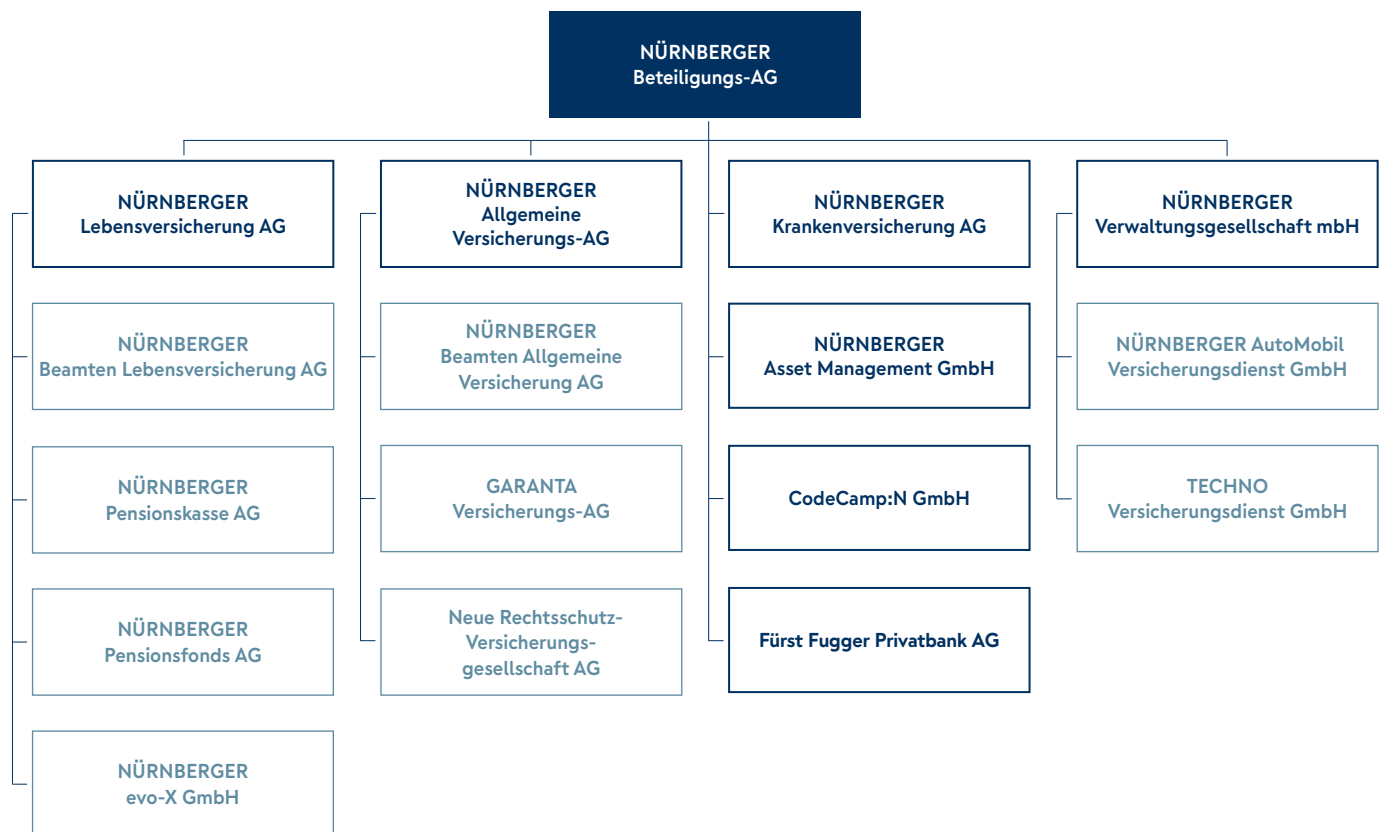 NÜRNBERGER
Beteiligungs-AG
NÜRNBERGER
Lebensversicherung AG
NÜRNBERGER
Allgemeine
Versicherungs-AG
NÜRNBERGER
Krankenversicherung AG
NÜRNBERGER
Verwaltungsgesellschaft mbH
NÜRNBERGER
Beamten Lebensversicherung AG
NÜRNBERGER
Beamten Allgemeine
Versicherung AG
NÜRNBERGER
Asset Management GmbH
NÜRNBERGER AutoMobil
Versicherungsdienst GmbH
NÜRNBERGER
Pensionskasse AG
GARANTA
Versicherungs-AG
CodeCamp:N GmbH
TECHNO
Versicherungsdienst GmbH
NÜRNBERGER
Pensionsfonds AG
Neue Rechtsschutz-
Versicherungs-
gesellschaft AG
Fürst Fugger Privatbank AG
NÜRNBERGER
evo-X GmbH